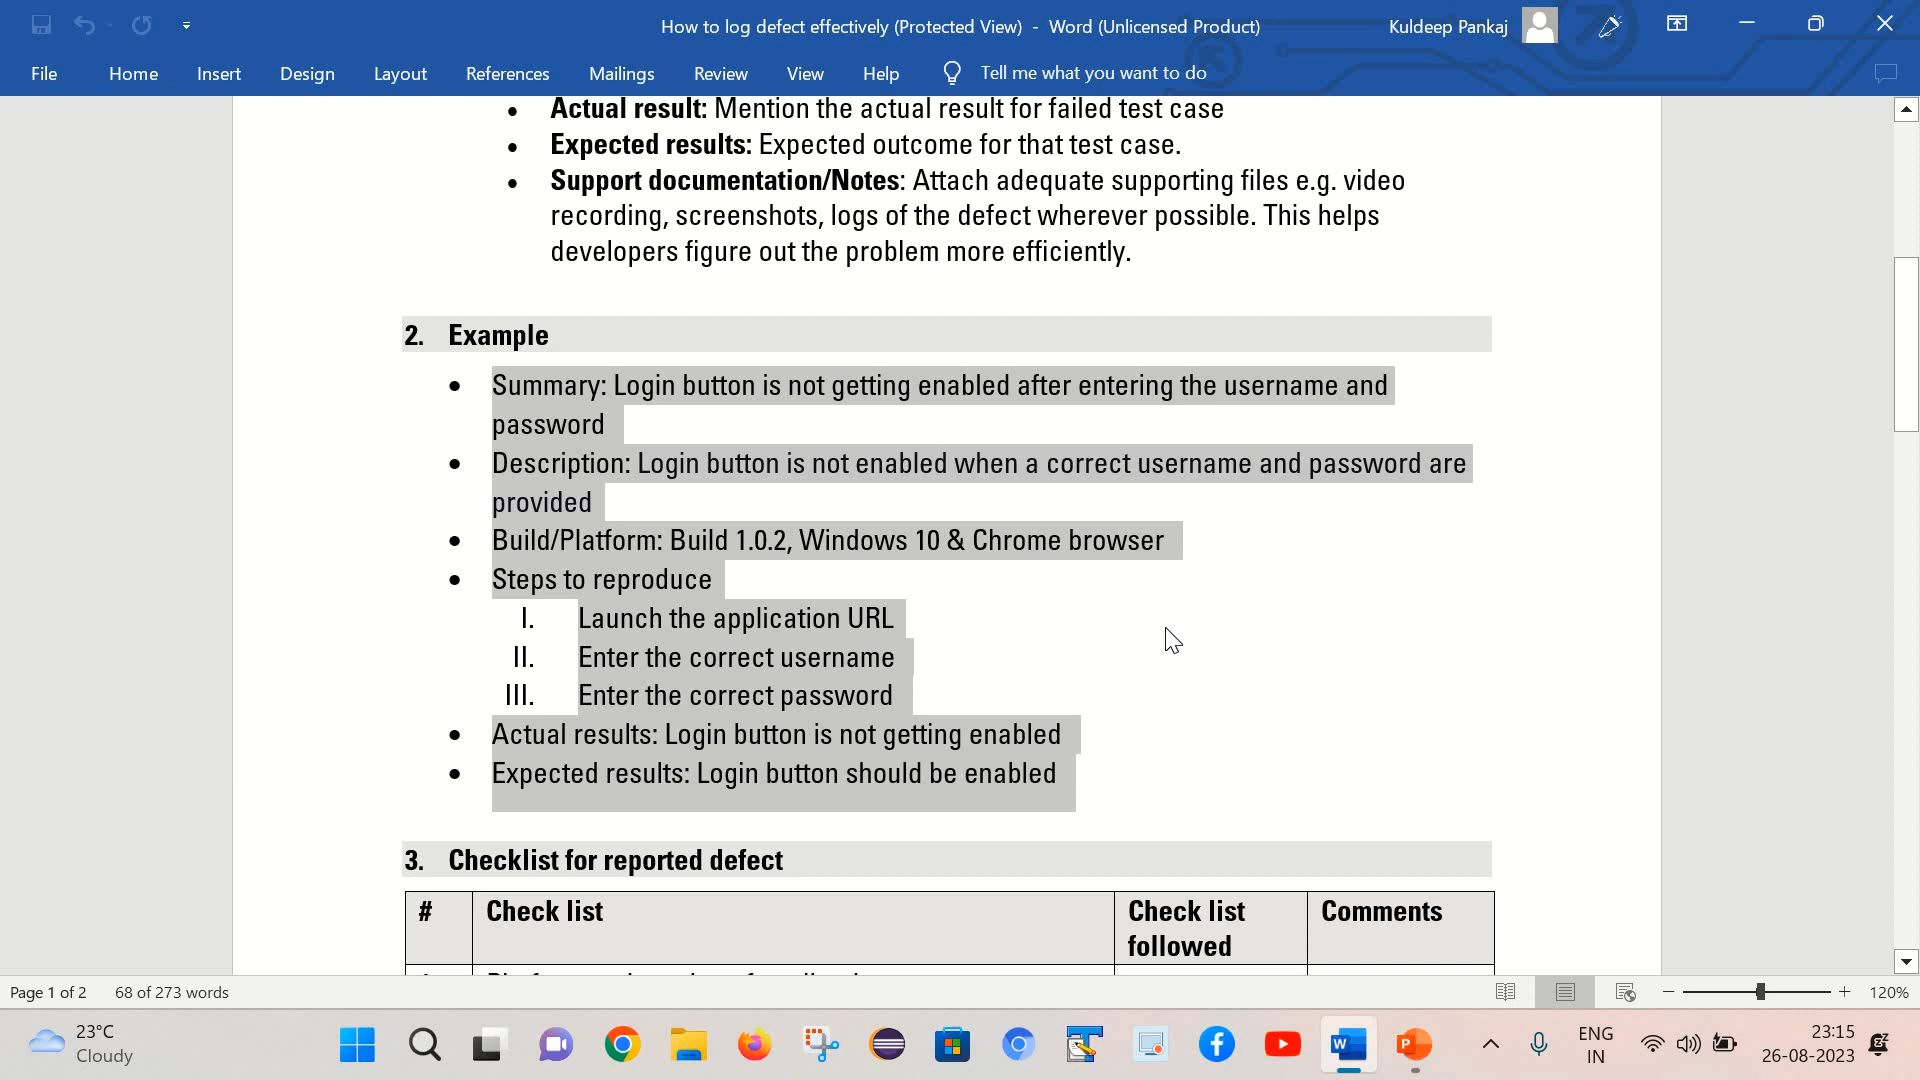 How to log defect effectively (Protected View) - Word (Unlicensed Product)
Kuldeep Pankaj
File Home Insert Design Layout References Mailings Review View Help Tell me what you want to do
• Actual result: Mention the actual result for failed test case
• Expected results: Expected outcome for that test case.
• Support documentation/Notes: Attach adequate supporting files e.g. video
recording, screenshots, logs of the defect wherever possible. This helps
developers figure out the problem more efficiently.
2. Example
• Summary: Login button is not getting enabled after entering the username and
password
• Description: Login button is not enabled when a correct username and password are
provided
• Build/Platform: Build 1.0.2, Windows 10 & Chrome browser
• Steps to reproduce
I. Launch the application URL
II. Enter the correct username
III. Enter the correct password
• Actual results: Login button is not getting enabled
• Expected results: Login button should be enabled
3. Checklist for reported defect
# Check list Check list Comments
followed
Page 1 of 2 68 of 273 words
120%
23°C
Cloudy
ENG
IN
23:15
26-08-2023